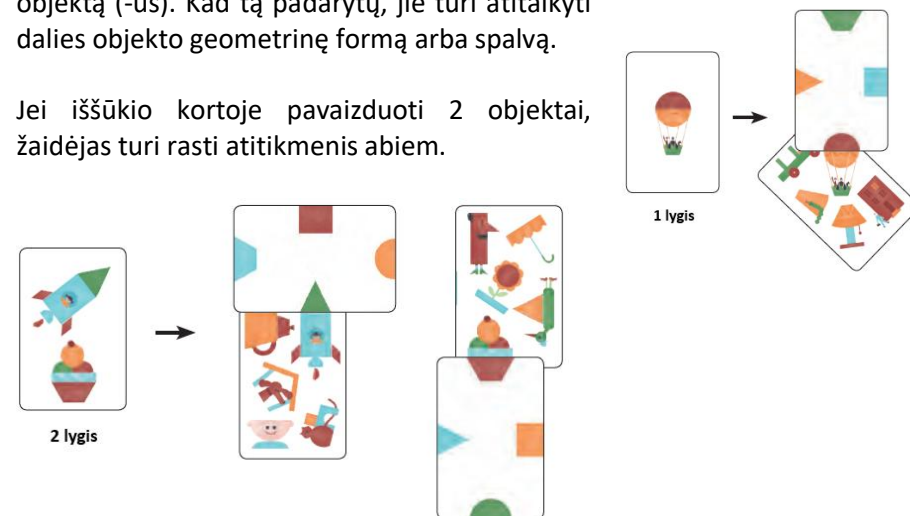 objektą (-us). Kad tą padarytų, jie turi atitaikyti
dalies objekto geometrinę formą arba spalvą.
Jei iššūkio kortoje pavaizduoti 2 objektai,
žaidėjas turi rasti atitikmenis abiem.
1 lygis
2 lygis